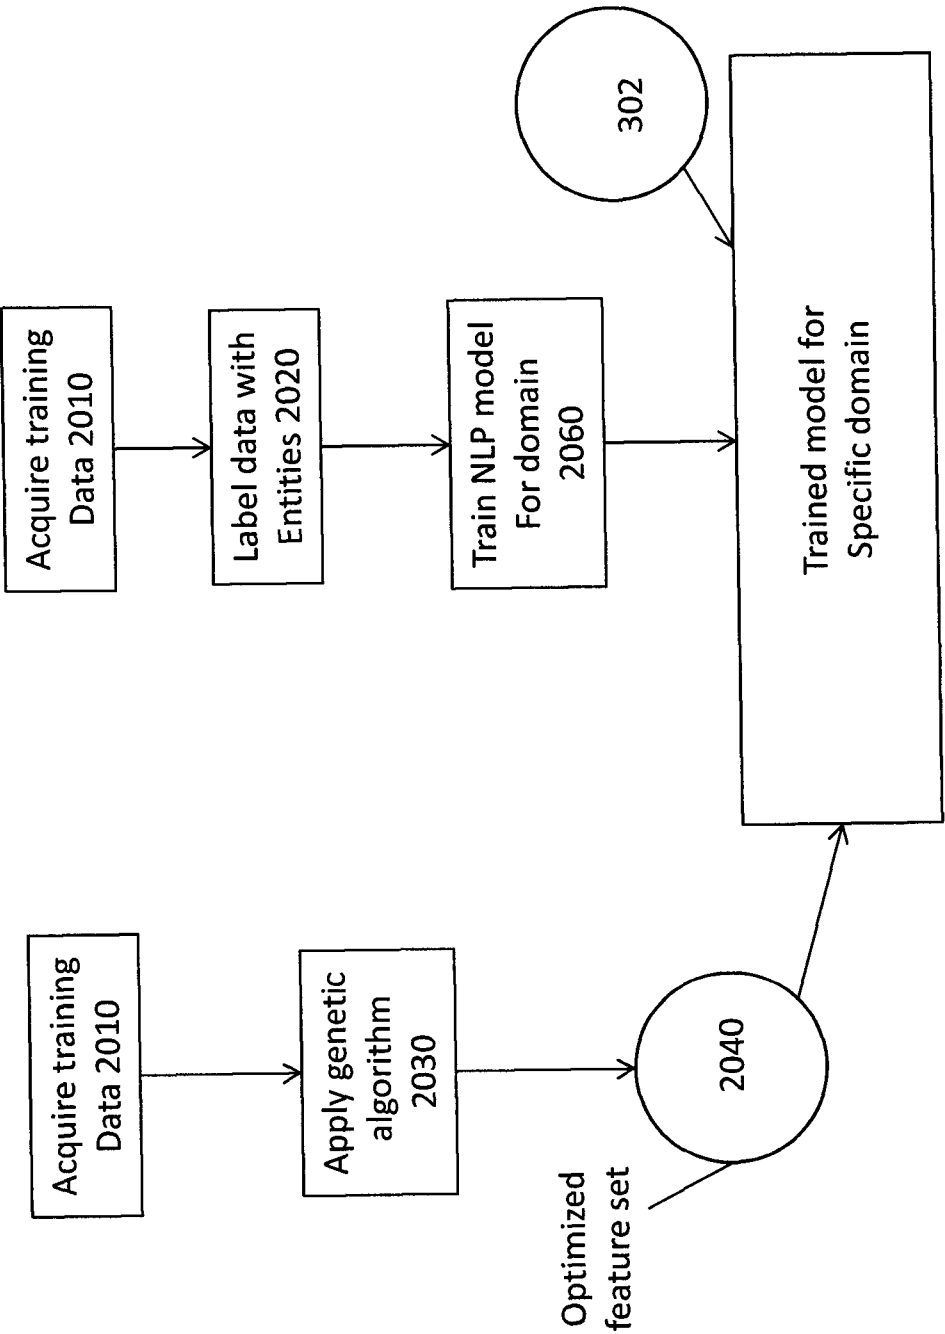 Acquire training
Data 2010
Apply genetic
algorithm
2030
Optimized
feature set
2040
Acquire training
Data 2010
Label data with
Entities 2020
Train NLP model
For domain
2060
302
Trained model for
Specific domain